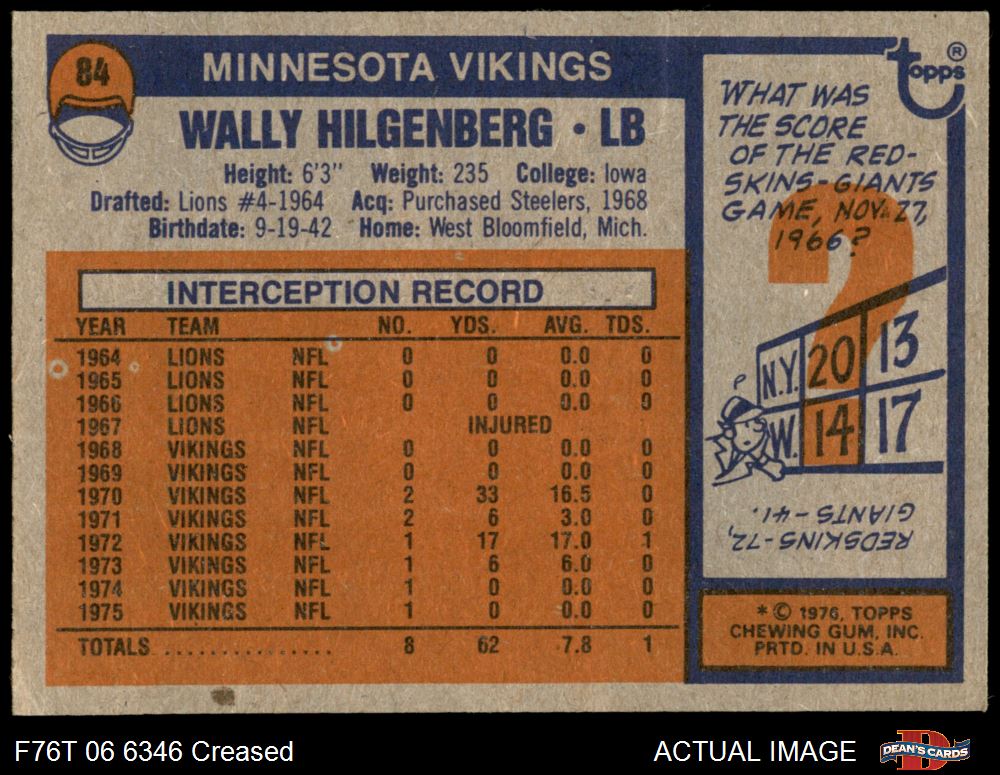 84
MINNESOTA VIKINGS
WALLY HILGENBERG • LB
Height: 6'3" Weight: 235 College: Iowa
Drafted: Lions #4-1964 Acq: Purchased Steelers, 1968
Birthdate: 9-19-42 Home: West Bloomfield, Mich.
INTERCEPTION RECORD
YEAR TEAM NO. YDS. AVG. TDS.
1964 LIONS NFL 0 0 0.0 0
1965 LIONS NFL 0 0 0.0 0
1966 LIONS NFL 0 0 0.0 0
1967 LIONS NFL INJURED
1968 VIKINGS NFL 0 0 0.0 0
1969 VIKINGS NFL 0 0 0.0 0
1970 VIKINGS NFL 2 33 16.5 0
1971 VIKINGS NFL 2 6 3.0 0
1972 VIKINGS NFL 1 17 17.0 1
1973 VIKINGS NFL 1 6 6.0 0
1974 VIKINGS NFL 1 0 0.0 0
1975 VIKINGS NFL 1 0 0.0 0
TOTALS.................. 8 62 7.8 1
topps®
WHAT WAS
THE SCORE
OF THE RED-
SKINS-GIANTS
GAME, NOV. 27,
1966?
?
N.Y. 20 13
W. 14 17
REDSKINS-72,
GIANTS-41.
* © 1976, TOPPS
CHEWING GUM, INC.
PRTD. IN U.S.A.
F76T 06 6346 Creased
ACTUAL IMAGE
D
DEAN'S CARDS